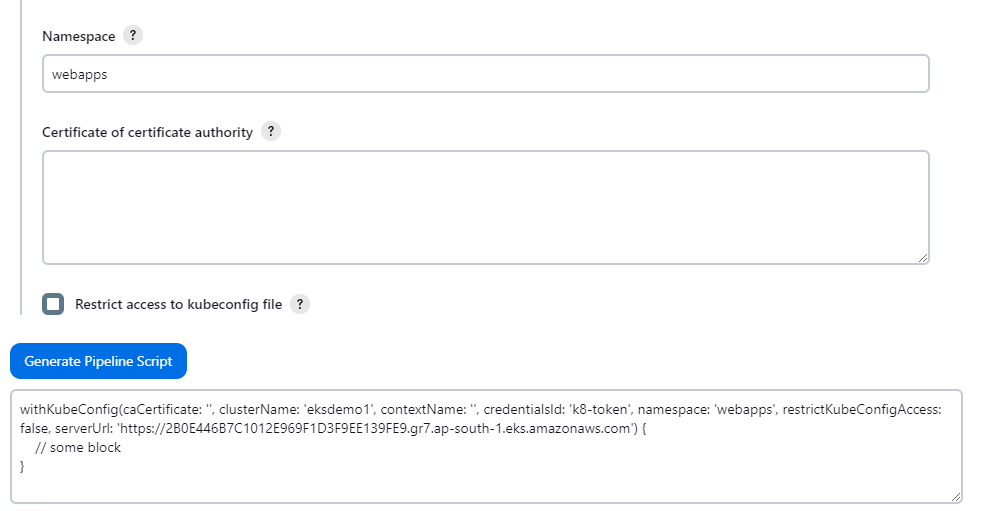 Namespace ?
webapps
Certificate of certificate authority ?
Restrict access to kubeconfig file ?
Generate Pipeline Script
withKubeConfig(caCertificate: '', clusterName: 'eksdemo1', contextName: '', credentialsId: 'k8-token', namespace: 'webapps', restrictKubeConfigAccess:
false, serverUrl: 'https://2B0E446B7C1012E969F1D3F9EE139FE9.gr7.ap-south-1.eks.amazonaws.com') {
    // some block
}